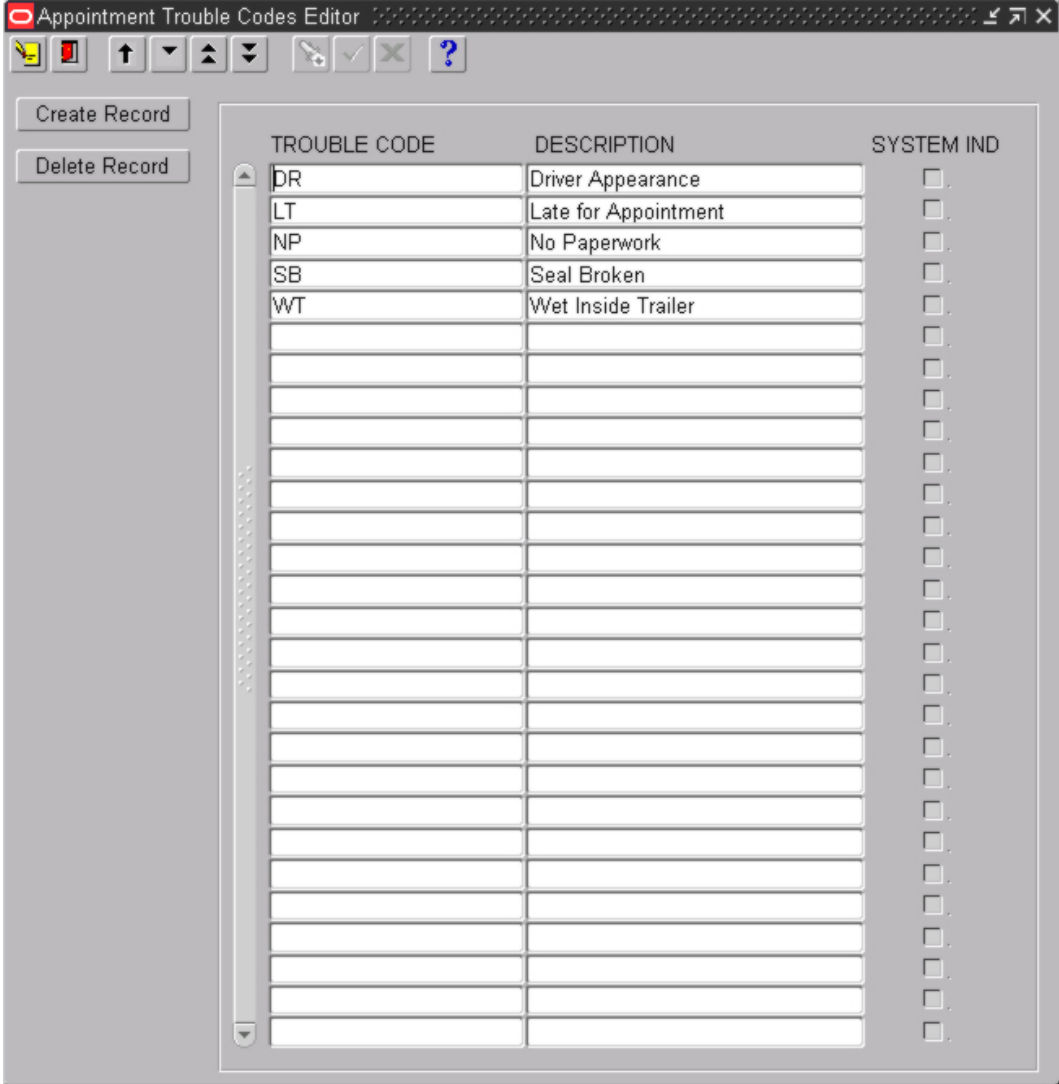 Appointment Trouble Codes Editor
?
Create Record
Delete Record
TROUBLE CODE DESCRIPTION SYSTEM IND
DR Driver Appearance
LT Late for Appointment
NP No Paperwork
SB Seal Broken
WT Wet Inside Trailer